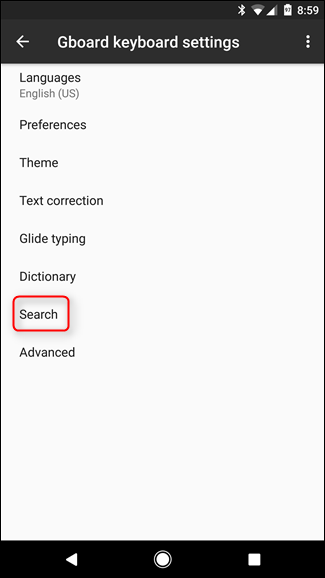 8:59
Gboard keyboard settings
Languages
English (US)
Preferences
Theme
Text correction
Glide typing
Dictionary
Search
Advanced